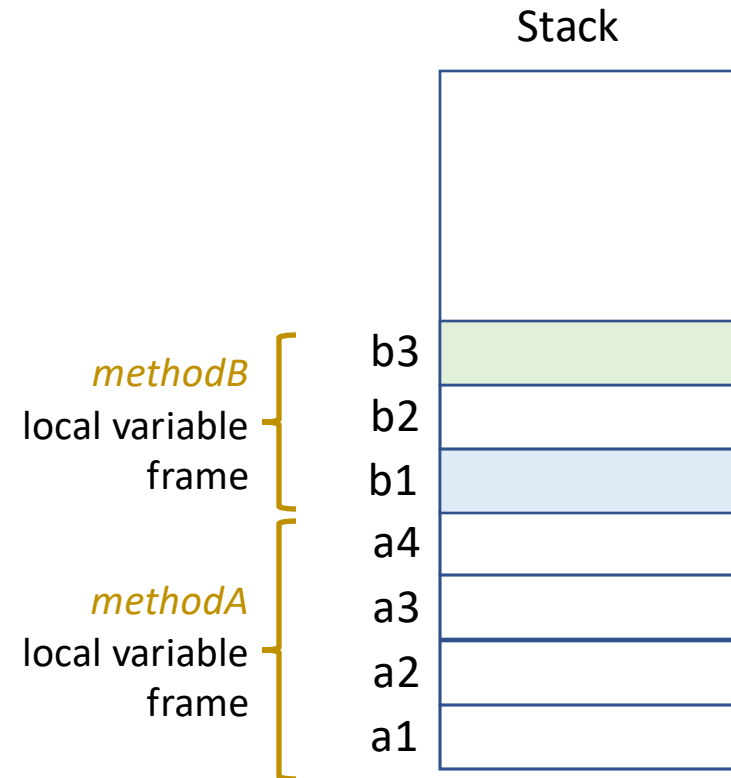 Stack
methodB
local variable
frame
b3
b2
b1
methodA
local variable
frame
a4
a3
a2
a1